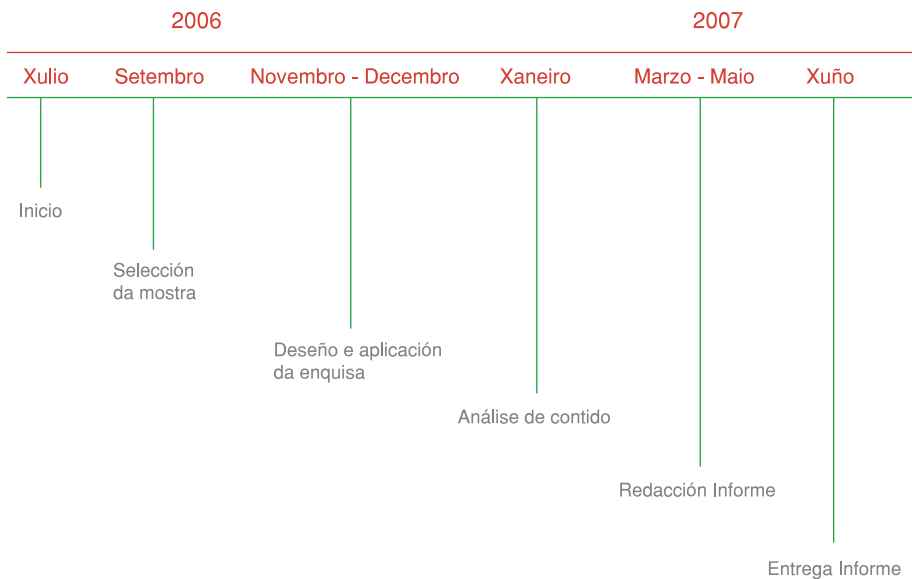 2006 2007
Xulio Setembro Novembro - Decembro Xaneiro Marzo - Maio Xuño
Inicio
Selección
da mostra
Deseño e aplicación
da enquisa
Análise de contido
Redacción Informe
Entrega Informe